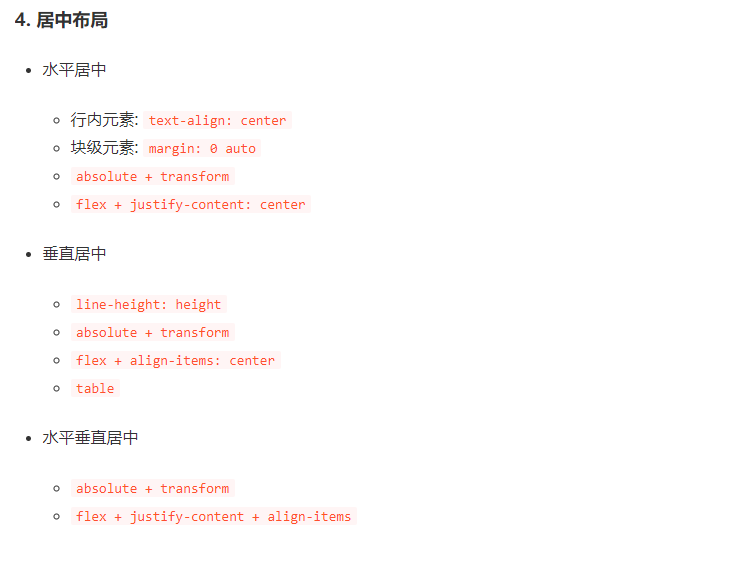 4. 居中布局
水平居中
行内元素: text-align: center
块级元素: margin: 0 auto
absolute + transform
flex + justify-content: center
垂直居中
line-height: height
absolute + transform
flex + align-items: center
table
水平垂直居中
absolute + transform
flex + justify-content + align-items